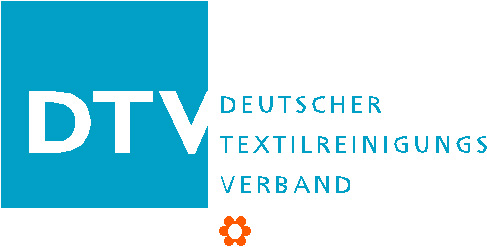 DTV
DEUTSCHER
TEXTILREINIGUNGS
VERBAND